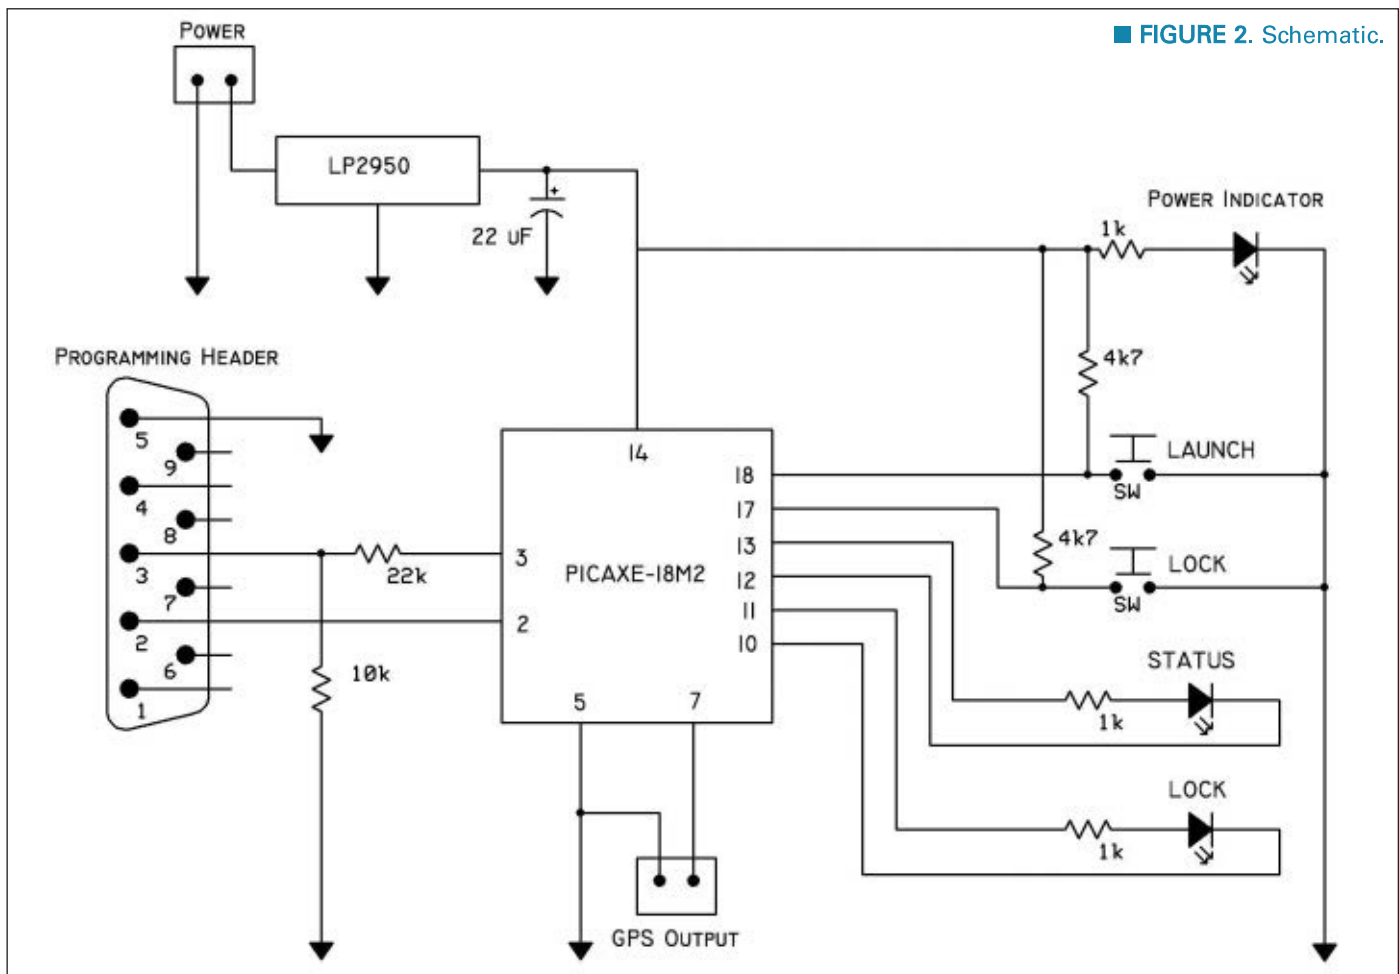 POWER
■ FIGURE 2. Schematic.
LP2950
+
22 uF
POWER INDICATOR
1k
4k7
PROGRAMMING HEADER
5
9
4
8
3
7
2
6
1
22k
10k
14
3
2
PICAXE-18M2
18
17
13
12
11
10
5
7
LAUNCH
SW
4k7
LOCK
SW
STATUS
1k
LOCK
1k
GPS OUTPUT